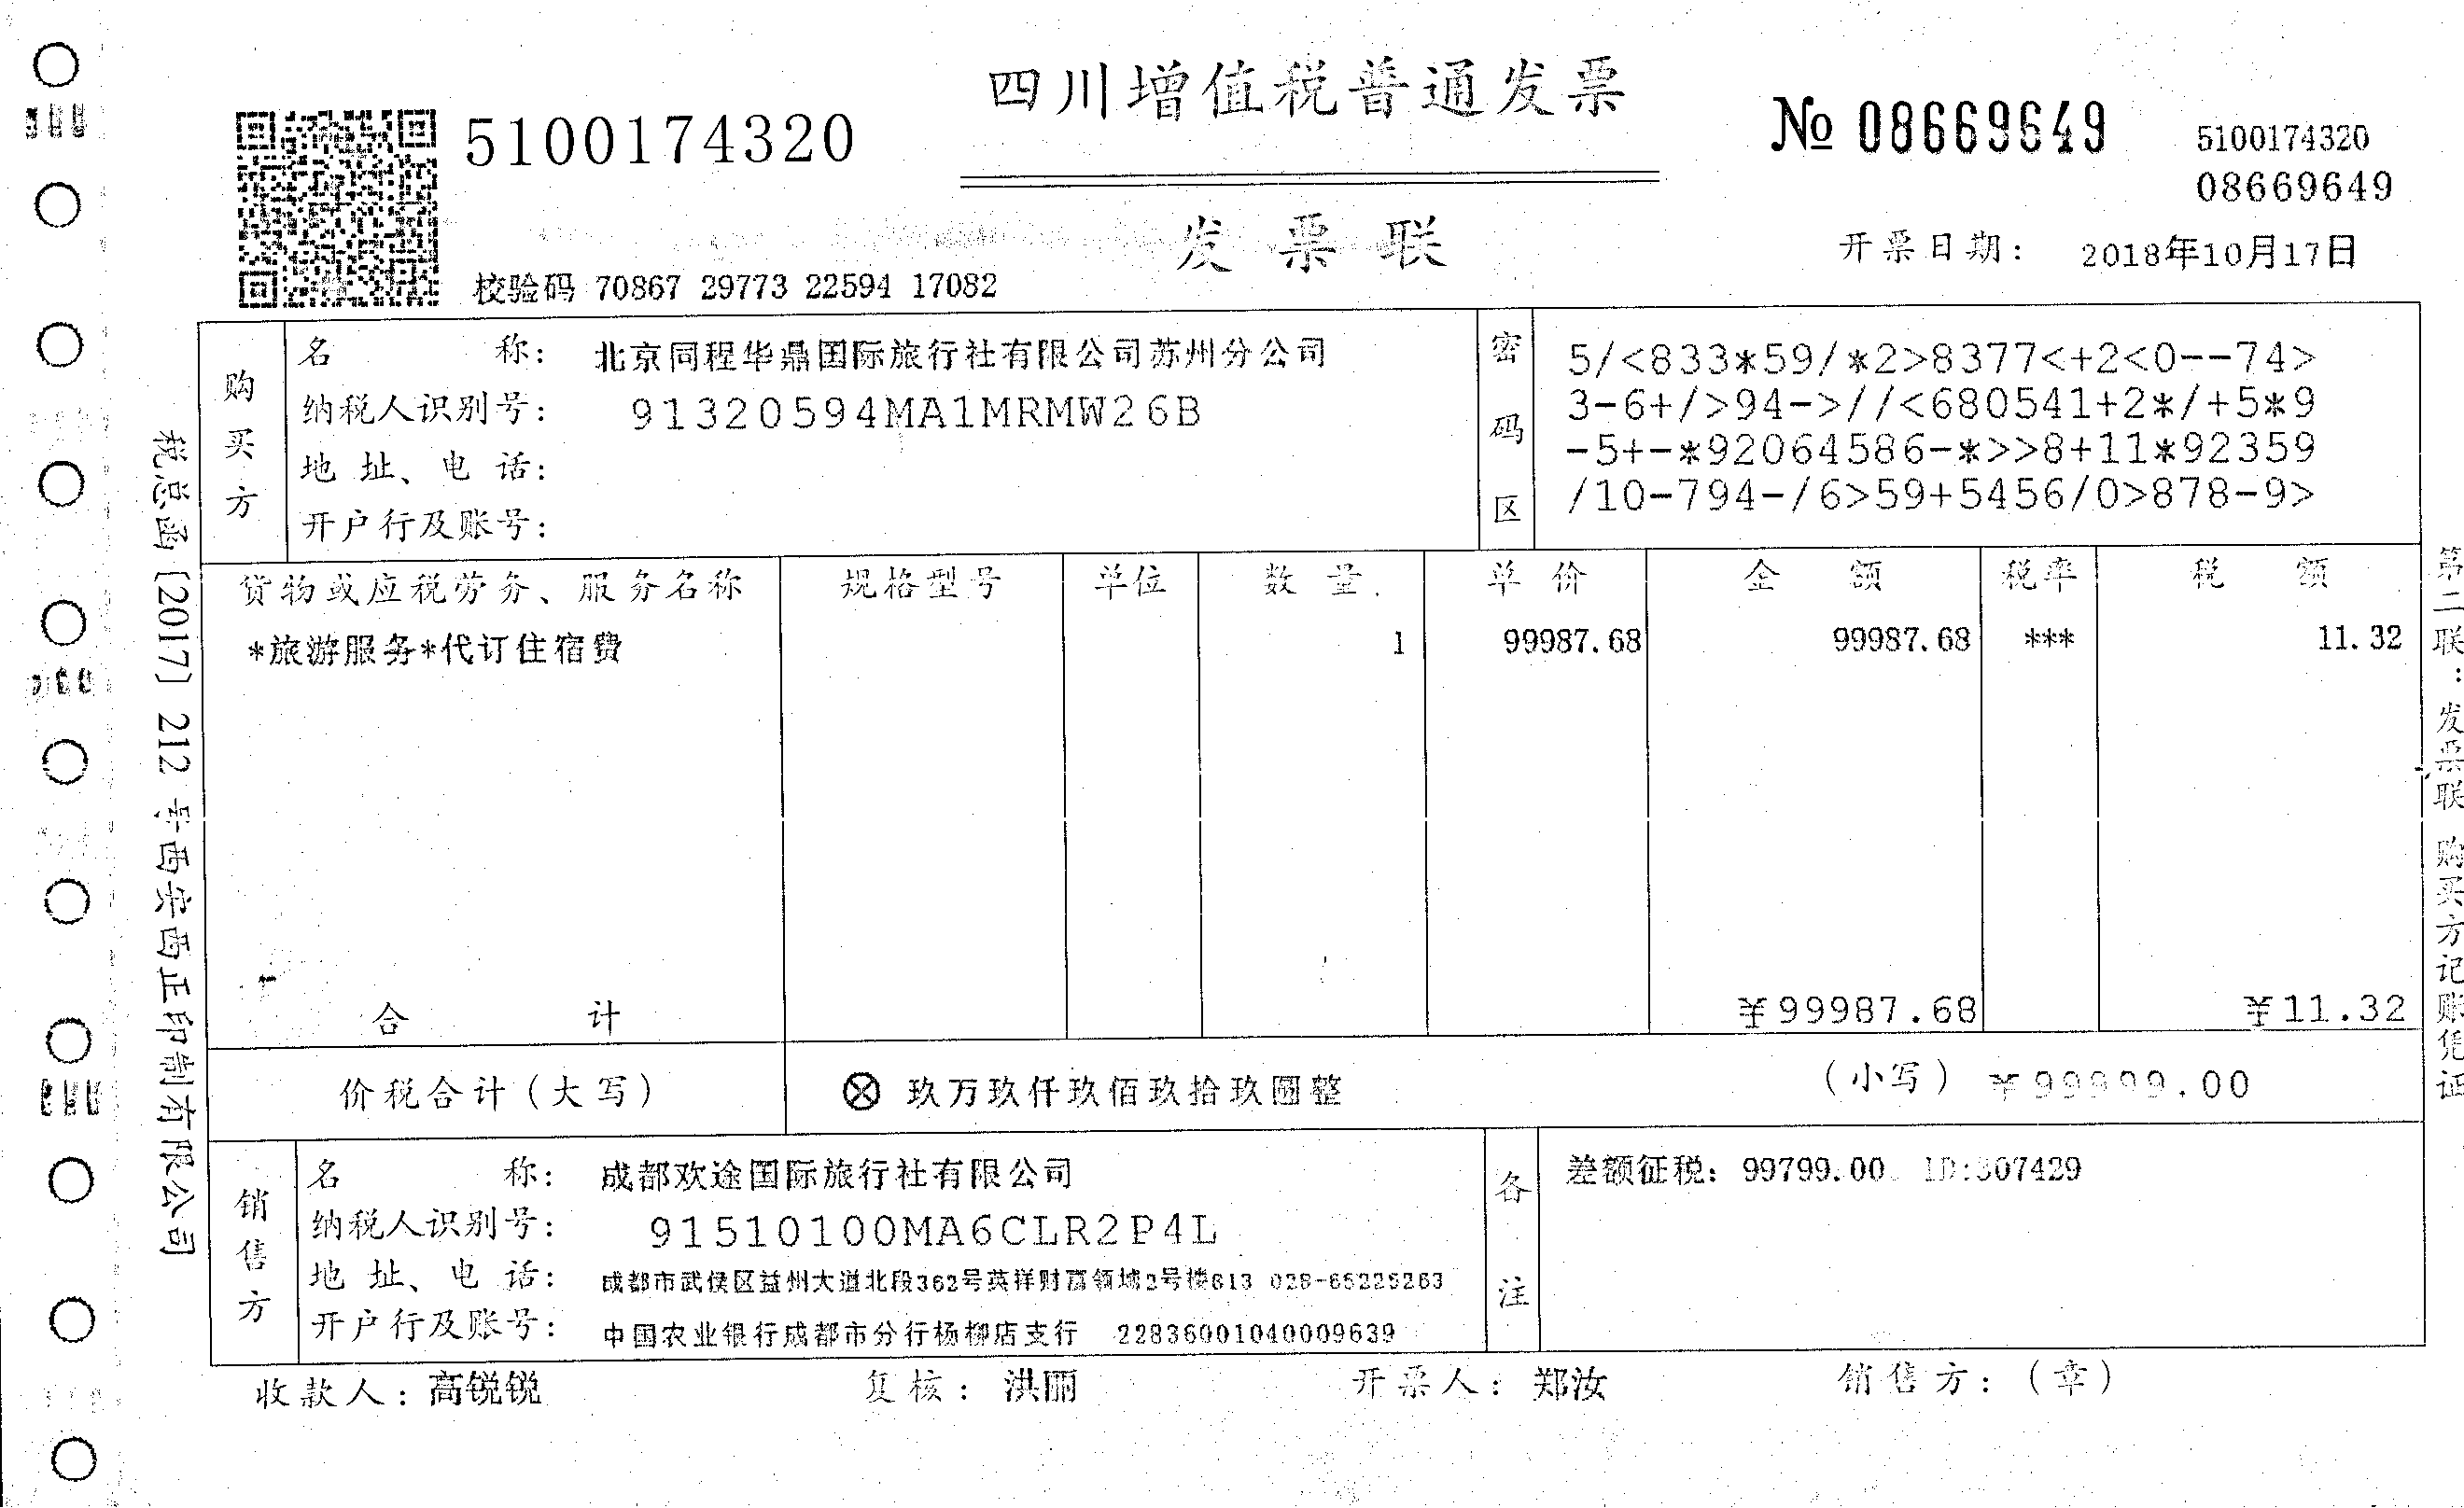 四川增值税普通发票
5100174320
№ 08669649
5100174320
08669649
发票联
开票日期： 2018年10月17日
校验码 70867 29773 22594 17082
购买方
名称： 北京同程华鼎国际旅行社有限公司苏州分公司
纳税人识别号： 91320594MA1MRMW26B
地址、电话：
开户行及账号：
密码区
5/<833*59/*2>8377<+2<0--74>
3-6+/>94->//<680541+2*/+5*9
-5+-*92064586-*>>8+11*92359
/10-794-/6>59+5456/0>878-9>
货物或应税劳务、服务名称 规格型号 单位 数量 单价 金额 税率 税额
*旅游服务*代订住宿费 1 99987.68 99987.68 *** 11.32
合计 ￥99987.68 ￥11.32
价税合计（大写） ⊗ 玖万玖仟玖佰玖拾玖圆整 （小写）￥99999.00
销售方
名称： 成都欢途国际旅行社有限公司
纳税人识别号： 91510100MA6CLR2P4L
地址、电话： 成都市武侯区益州大道北段362号英祥财富领域2号楼613 028-65225263
开户行及账号： 中国农业银行成都市分行杨柳店支行 22836001040009639
备注
差额征税：99799.00. ID:307429
收款人：高锐锐 复核：洪丽 开票人：郑汝 销售方：（章）
税总函〔2017〕212号西安西正印制有限公司
第二联：发票联 购买方记账凭证